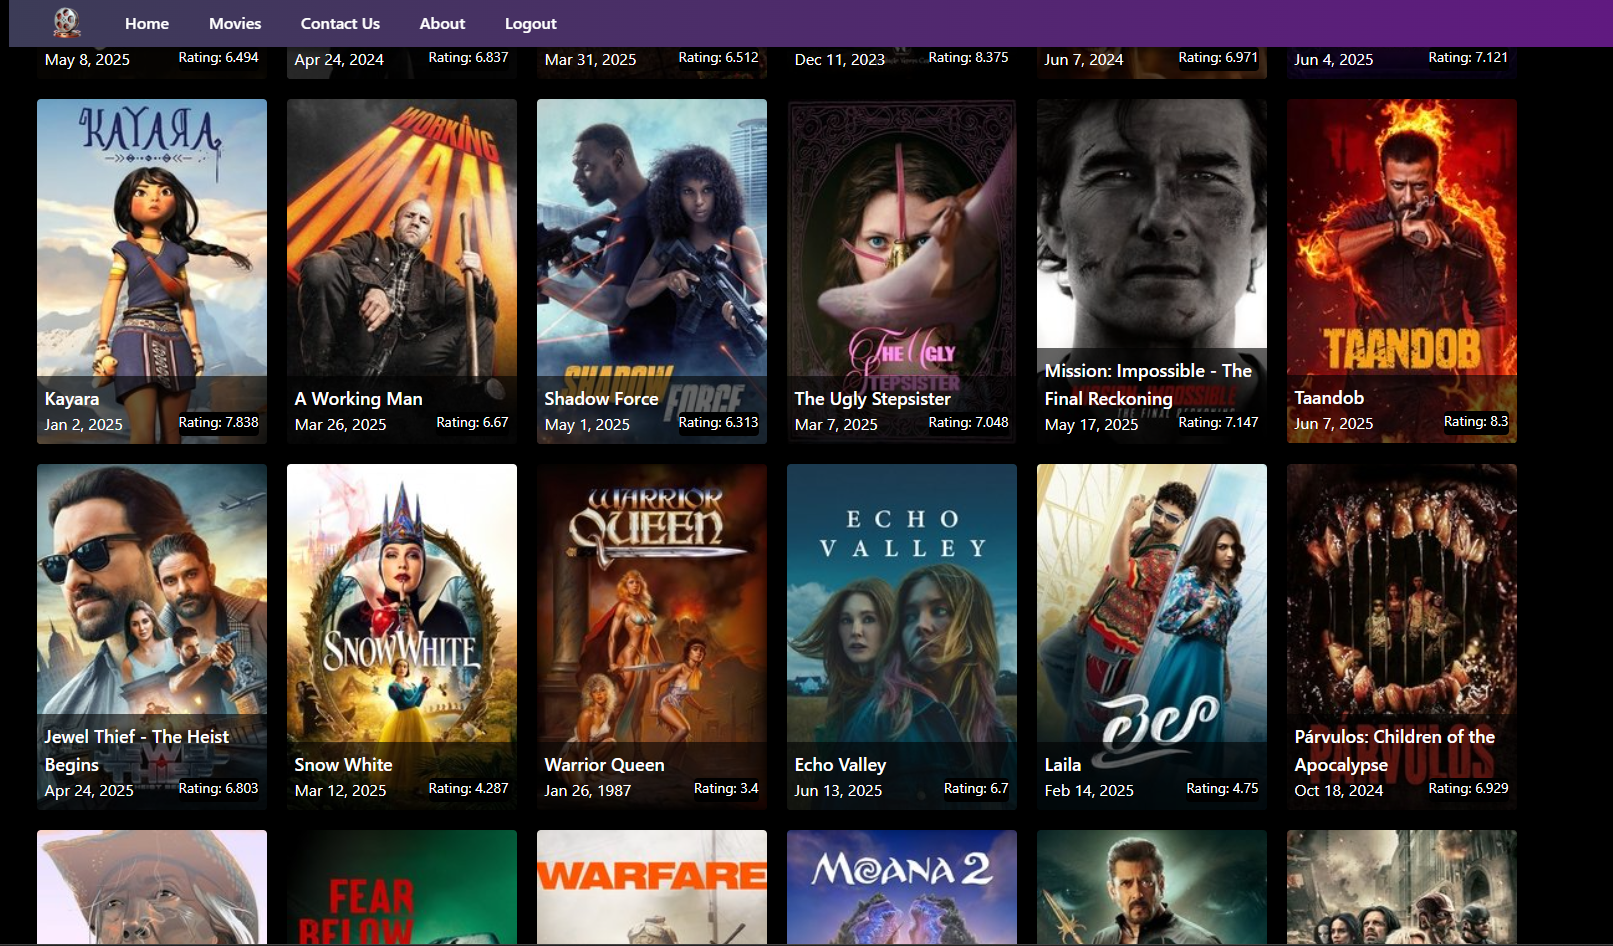 Home Movies Contact Us About Logout
May 8, 2025 Rating: 6.494
Apr 24, 2024 Rating: 6.837
Mar 31, 2025 Rating: 6.512
Dec 11, 2023 Rating: 8.375
Jun 7, 2024 Rating: 6.971
Jun 4, 2025 Rating: 7.121
KAYARA
Kayara
Jan 2, 2025 Rating: 7.838
A
WORKING
MAN
A Working Man
Mar 26, 2025 Rating: 6.67
SHADOW
FORCE
Shadow Force
May 1, 2025 Rating: 6.313
THE UGLY
STEPSISTER
The Ugly Stepsister
Mar 7, 2025 Rating: 7.048
Mission: Impossible - The
Final Reckoning
MISSION: IMPOSSIBLE
THE FINAL RECKONING
May 17, 2025 Rating: 7.147
TAANDOB
Taandob
Jun 7, 2025 Rating: 8.3
Jewel Thief - The Heist
Begins
THIEF
HEIST BEGINS
Apr 24, 2025 Rating: 6.803
SNOW WHITE
Snow White
Mar 12, 2025 Rating: 4.287
WARRIOR
QUEEN
Warrior Queen
Jan 26, 1987 Rating: 3.4
ECHO
VALLEY
Echo Valley
Jun 13, 2025 Rating: 6.7
లైలా
Laila
Feb 14, 2025 Rating: 4.75
PÁRVULOS
Párvulos: Children of the
Apocalypse
Oct 18, 2024 Rating: 6.929
FEAR
BELOW
WARFARE
MOANA 2